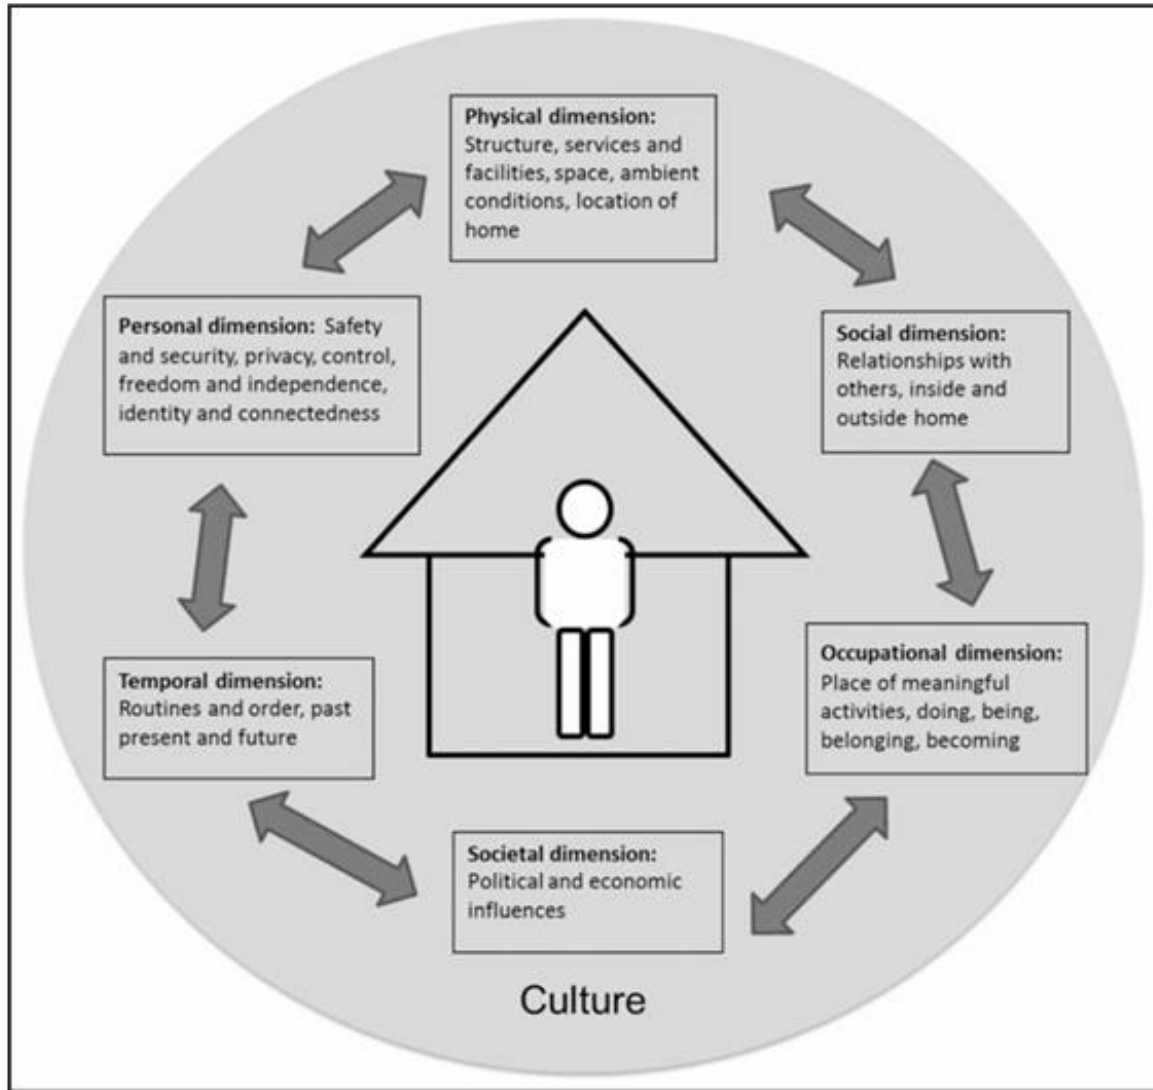 Physical dimension:
Structure, services and
facilities, space, ambient
conditions, location of
home
Personal dimension: Safety
and security, privacy, control,
freedom and independence,
identity and connectedness
Social dimension:
Relationships with
others, inside and
outside home
Temporal dimension:
Routines and order, past
present and future
Occupational dimension:
Place of meaningful
activities, doing, being,
belonging, becoming
Societal dimension:
Political and economic
influences
Culture